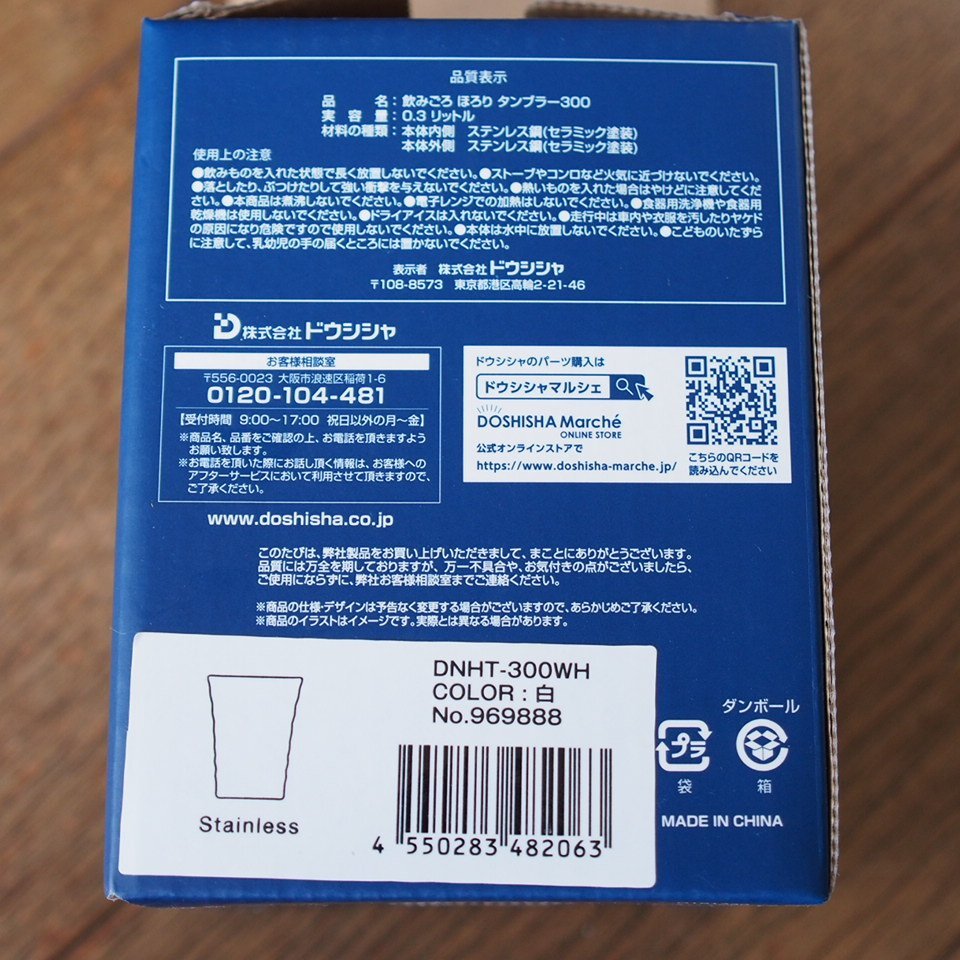 品質表示
品　　　名：飲みごろ ほろり タンブラー300
実　容　量：0.3 リットル
材料の種類：本体内側　ステンレス鋼(セラミック塗装)
本体外側　ステンレス鋼(セラミック塗装)
使用上の注意
●飲みものを入れた状態で長く放置しないでください。●ストーブやコンロなど火気に近づけないでください。
●落としたり、ぶつけたりして強い衝撃を与えないでください。●熱いものを入れた場合はやけどに注意してくだ
さい。●本商品は煮沸しないでください。●電子レンジでの加熱はしないでください。●食器用洗浄機や食器用
乾燥機は使用しないでください。●ドライアイスは入れないでください。●走行中は車内や衣服を汚したりヤケド
の原因になり危険ですので使用しないでください。●本体は水中に放置しないでください。●こどものいたずら
に注意して、乳幼児の手の届くところには置かないでください。
表示者　株式会社ドウシシャ
〒108-8573　東京都港区高輪2-21-46
株式会社ドウシシャ
お客様相談室
〒556-0023 大阪市浪速区稲荷1-6
0120-104-481
【受付時間　9:00～17:00　祝日以外の月～金】
※商品名、品番をご確認の上、お電話を頂きますよう
お願い致します。
※お電話を頂いた際にお話し頂く情報は、お客様への
アフターサービスにおいて利用させて頂きますので、
ご了承ください。
www.doshisha.co.jp
ドウシシャのパーツ購入は
ドウシシャマルシェ
DOSHISHA Marché
ONLINE STORE
公式オンラインストアで
https://www.doshisha-marche.jp/
こちらのQRコードを
読み込んでください
このたびは、弊社製品をお買い上げいただきまして、まことにありがとうございます。
品質には万全を期しておりますが、万一不具合や、お気付きの点がございましたら、
ご使用にならずに、弊社お客様相談室までご連絡ください。
※商品の仕様・デザインは予告なく変更する場合がございますので、あらかじめご了承ください。
※商品のイラストはイメージです。実際とは異なる場合があります。
DNHT-300WH
COLOR : 白
No.969888
Stainless
4 550283 482063
ダンボール
プラ
袋
箱
MADE IN CHINA